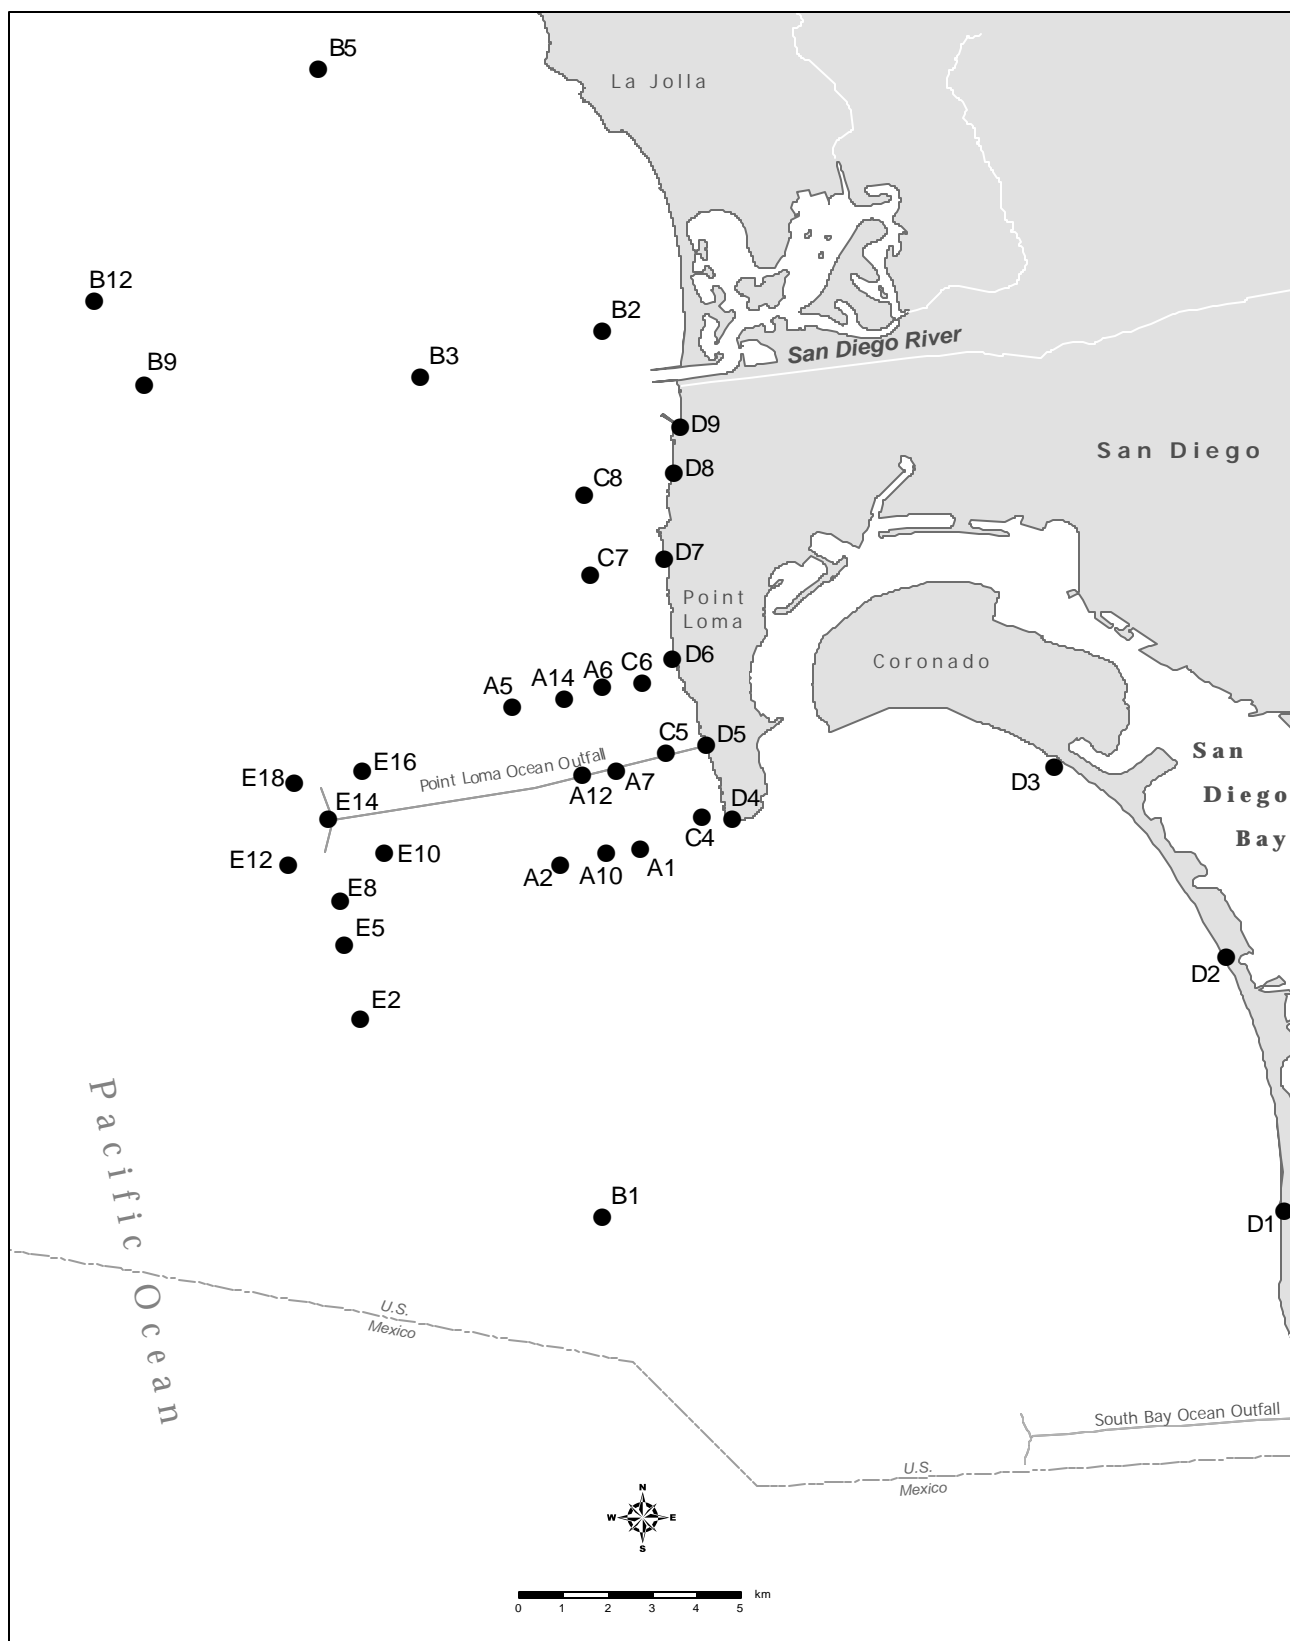 B5
La Jolla
B12
B2
San Diego River
B9
B3
D9
San Diego
D8
C8
D7
C7
Point
Loma
D6
Coronado
C6
A6
A14
A5
D5
C5
San
Diego
Bay
Point Loma Ocean Outfall
E16
E18
A7
A12
D3
E14
D4
C4
E12
E10
A1
A10
A2
E8
E5
D2
E2
Pacific Ocean
B1
D1
U.S.
Mexico
South Bay Ocean Outfall
U.S.
Mexico
N
W
E
S
km
0 1 2 3 4 5